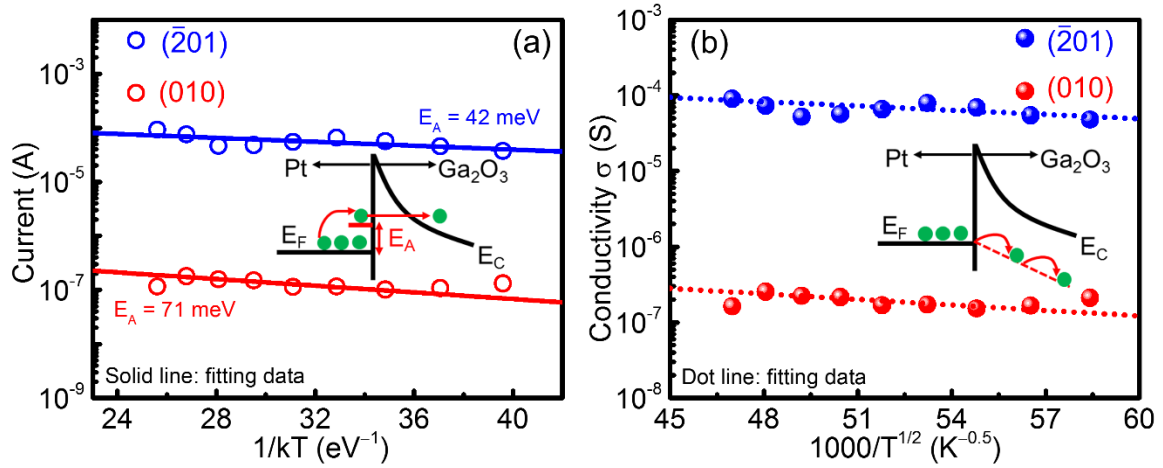 (a)
(2̅01)
(010)
E_A = 42 meV
Pt
Ga₂O₃
E_F
E_A
E_C
E_A = 71 meV
Solid line: fitting data
Current (A)
10⁻³
10⁻⁵
10⁻⁷
10⁻⁹
24 28 32 36 40
1/kT (eV⁻¹)
(b)
(2̅01)
(010)
Pt
Ga₂O₃
E_F
E_C
Dot line: fitting data
Conductivity σ (S)
10⁻³
10⁻⁴
10⁻⁵
10⁻⁶
10⁻⁷
10⁻⁸
45 48 51 54 57 60
1000/T^{1/2} (K⁻⁰·⁵)